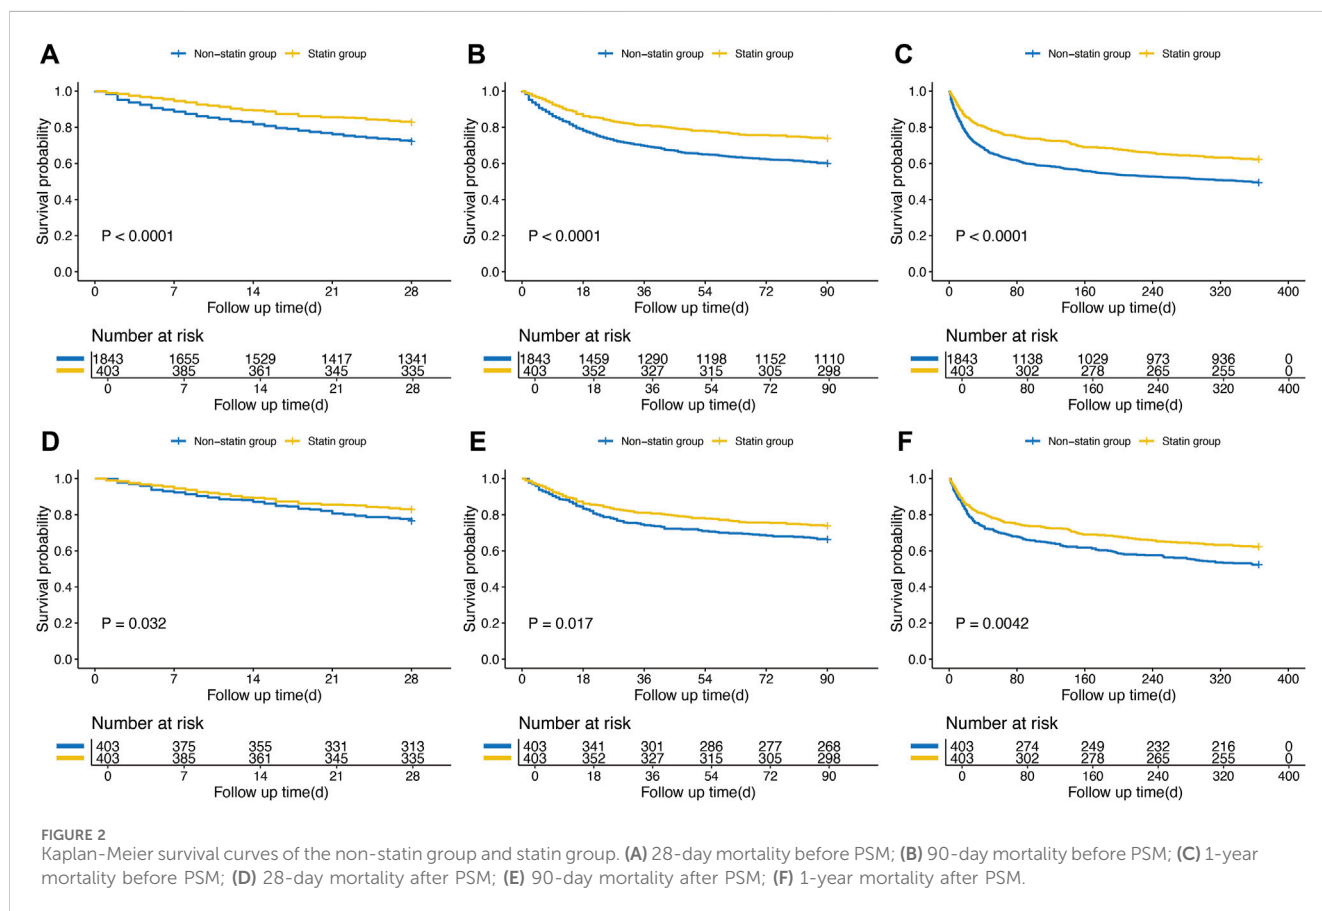 A
Non-statin group Statin group
1.0
0.8
0.6
0.4
0.2
0.0
Survival probability
P < 0.0001
0 7 14 21 28
Follow up time(d)
Number at risk
1843 1655 1529 1417 1341
403 385 361 345 335
0 7 14 21 28
Follow up time(d)
B
Non-statin group Statin group
1.0
0.8
0.6
0.4
0.2
0.0
Survival probability
P < 0.0001
0 18 36 54 72 90
Follow up time(d)
Number at risk
1843 1459 1290 1198 1152 1110
403 352 327 315 305 298
0 18 36 54 72 90
Follow up time(d)
C
Non-statin group Statin group
1.0
0.8
0.6
0.4
0.2
0.0
Survival probability
P < 0.0001
0 80 160 240 320 400
Follow up time(d)
Number at risk
1843 1138 1029 973 936 0
403 302 278 265 255 0
0 80 160 240 320 400
Follow up time(d)
D
Non-statin group Statin group
1.0
0.8
0.6
0.4
0.2
0.0
Survival probability
P = 0.032
0 7 14 21 28
Follow up time(d)
Number at risk
403 375 355 331 313
403 385 361 345 335
0 7 14 21 28
Follow up time(d)
E
Non-statin group Statin group
1.0
0.8
0.6
0.4
0.2
0.0
Survival probability
P = 0.017
0 18 36 54 72 90
Follow up time(d)
Number at risk
403 341 301 286 277 268
403 352 327 315 305 298
0 18 36 54 72 90
Follow up time(d)
F
Non-statin group Statin group
1.0
0.8
0.6
0.4
0.2
0.0
Survival probability
P = 0.0042
0 80 160 240 320 400
Follow up time(d)
Number at risk
403 274 249 232 216 0
403 302 278 265 255 0
0 80 160 240 320 400
Follow up time(d)
FIGURE 2
Kaplan-Meier survival curves of the non-statin group and statin group. (A) 28-day mortality before PSM; (B) 90-day mortality before PSM; (C) 1-year
mortality before PSM; (D) 28-day mortality after PSM; (E) 90-day mortality after PSM; (F) 1-year mortality after PSM.